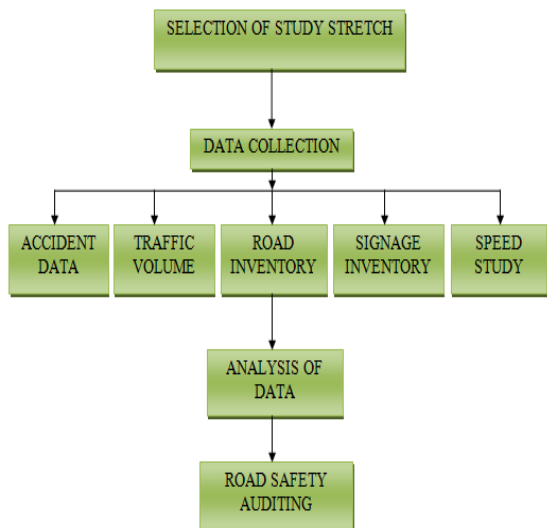 SELECTION OF STUDY STRETCH
DATA COLLECTION
ACCIDENT
DATA
TRAFFIC
VOLUME
ROAD
INVENTORY
SIGNAGE
INVENTORY
SPEED
STUDY
ANALYSIS OF
DATA
ROAD SAFETY
AUDITING